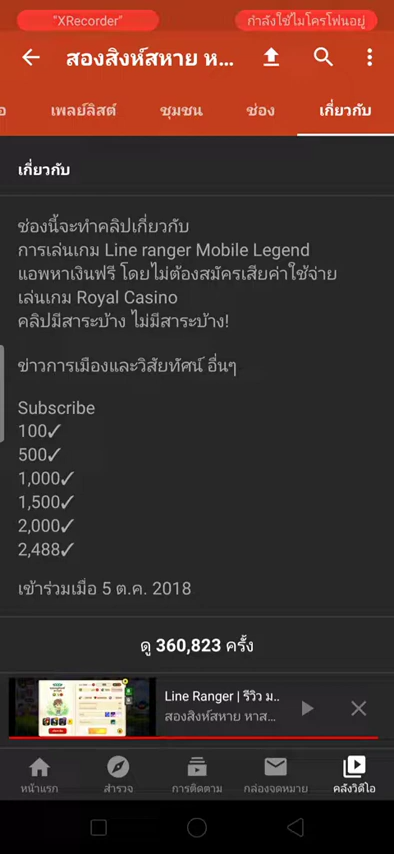 "XRecorder"
กำลังใช้ไมโครโฟนอยู่
สองสิงห์สหาย ห...
อ
เพลย์ลิสต์
ชุมชน
ช่อง
เกี่ยวกับ
เกี่ยวกับ
ช่องนี้จะทำคลิปเกี่ยวกับ
การเล่นเกม Line ranger Mobile Legend
แอพหาเงินฟรี โดยไม่ต้องสมัครเสียค่าใช้จ่าย
เล่นเกม Royal Casino
คลิปมีสาระบ้าง ไม่มีสาระบ้าง!
ข่าวการเมืองและวิสัยทัศน์ อื่นๆ
Subscribe
100✓
500✓
1,000✓
1,500✓
2,000✓
2,488✓
เข้าร่วมเมื่อ 5 ต.ค. 2018
ดู 360,823 ครั้ง
Line Ranger | รีวิว ม..
สองสิงห์สหาย หาส...
หน้าแรก
สำรวจ
การติดตาม
กล่องจดหมาย
คลังวิดีโอ